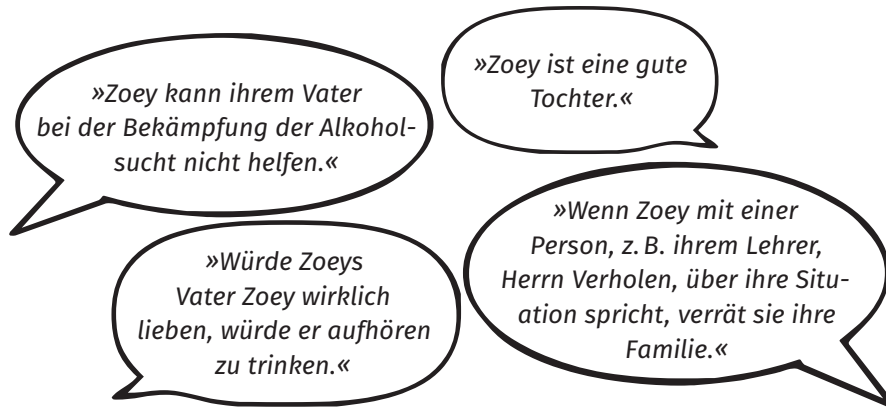 »Zoey kann ihrem Vater
bei der Bekämpfung der Alkohol-
sucht nicht helfen.«
»Zoey ist eine gute
Tochter.«
»Würde Zoeys
Vater Zoey wirklich
lieben, würde er aufhören
zu trinken.«
»Wenn Zoey mit einer
Person, z. B. ihrem Lehrer,
Herrn Verholen, über ihre Situ-
ation spricht, verrät sie ihre
Familie.«